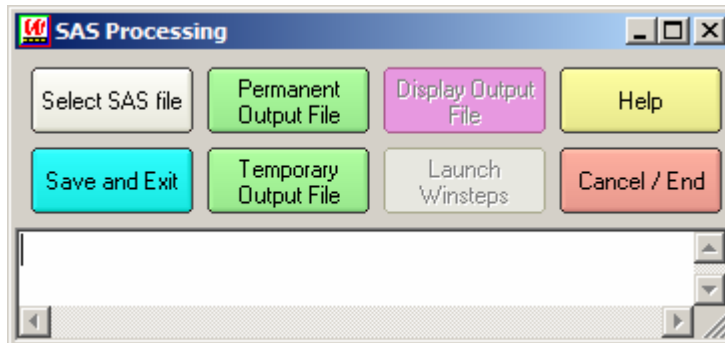 SAS Processing
Select SAS file
Permanent
Output File
Display Output
File
Help
Save and Exit
Temporary
Output File
Launch
Winsteps
Cancel / End